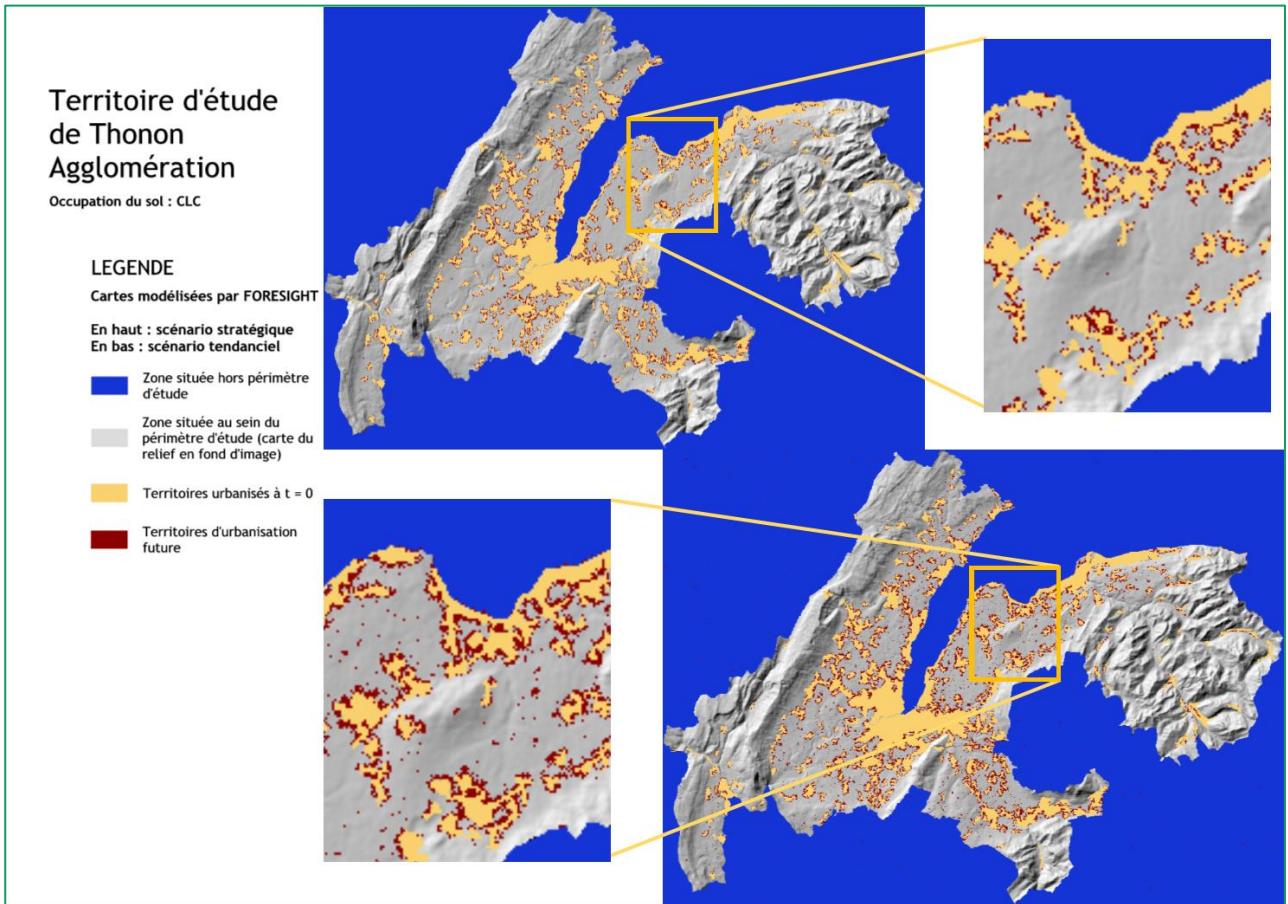 Territoire d'étude
de Thonon
Agglomération
Occupation du sol : CLC
LEGENDE
Cartes modélisées par FORESIGHT
En haut : scénario stratégique
En bas : scénario tendanciel
Zone située hors périmètre
d'étude
Zone située au sein du
périmètre d'étude (carte du
relief en fond d'image)
Territoires urbanisés à t = 0
Territoires d'urbanisation
future